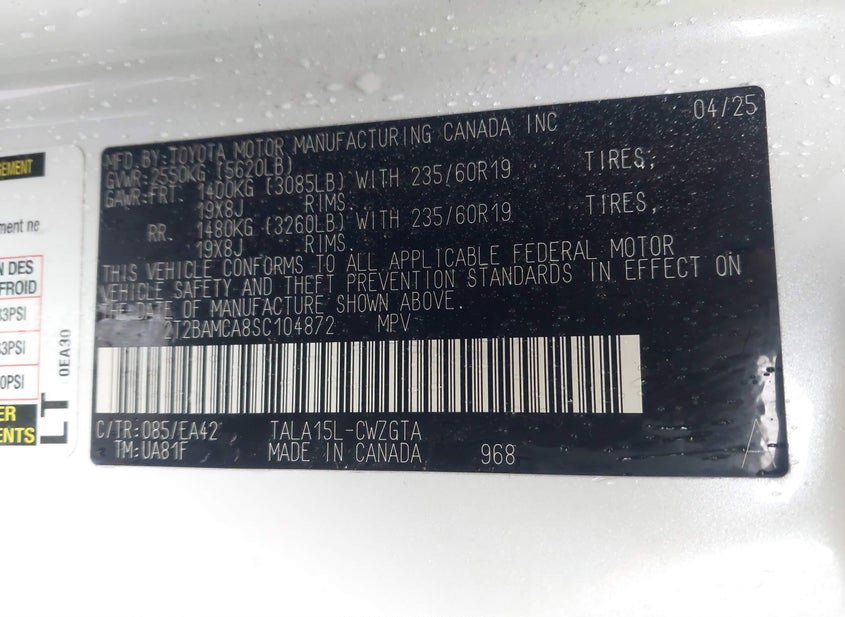 GEMENT
ment ne
N DES
FROID
33PSI
33PSI
0PSI
ER
ENTS
LT
0EA30
04/25
MFD.BY:TOYOTA MOTOR MANUFACTURING CANADA INC
GVWR:2550KG (5620LB)
GAWR:FRT. 1400KG (3085LB) WITH 235/60R19 TIRES,
19X8J RIMS.
RR. 1480KG (3260LB) WITH 235/60R19 TIRES,
19X8J RIMS.
THIS VEHICLE CONFORMS TO ALL APPLICABLE FEDERAL MOTOR
VEHICLE SAFETY AND THEFT PREVENTION STANDARDS IN EFFECT ON
THE DATE OF MANUFACTURE SHOWN ABOVE.
2T2BAMCA8SC104872 MPV
C/TR:085/EA42 TALA15L-CWZGTA
TM:UA81F MADE IN CANADA 968